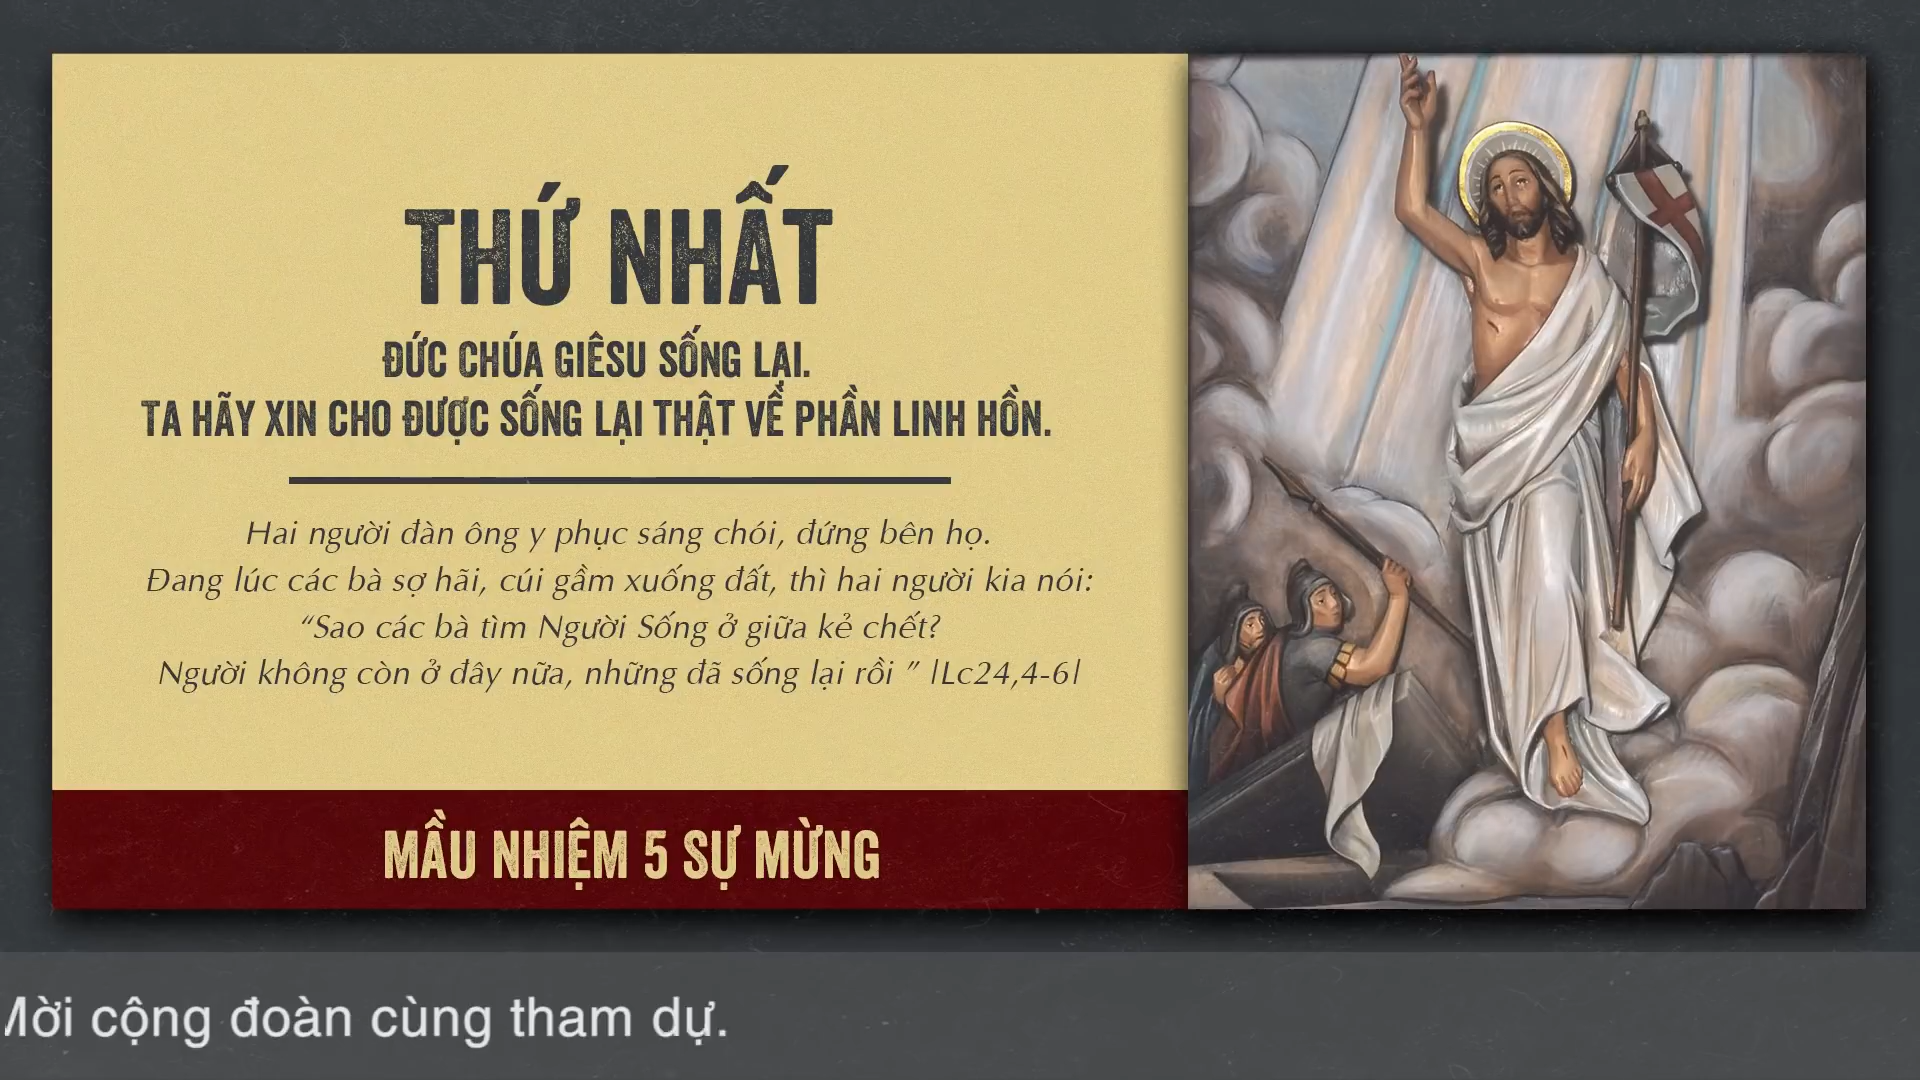 THỨ NHẤT
ĐỨC CHÚA GIÊSU SỐNG LẠI.
TA HÃY XIN CHO ĐƯỢC SỐNG LẠI THẬT VỀ PHẦN LINH HỒN.
Hai người đàn ông y phục sáng chói, đứng bên họ.
Đang lúc các bà sợ hãi, cúi gầm xuống đất, thì hai người kia nói:
“Sao các bà tìm Người Sống ở giữa kẻ chết?
Người không còn ở đây nữa, những đã sống lại rồi ” |Lc24,4-6|
MẦU NHIỆM 5 SỰ MỪNG
Mời cộng đoàn cùng tham dự.